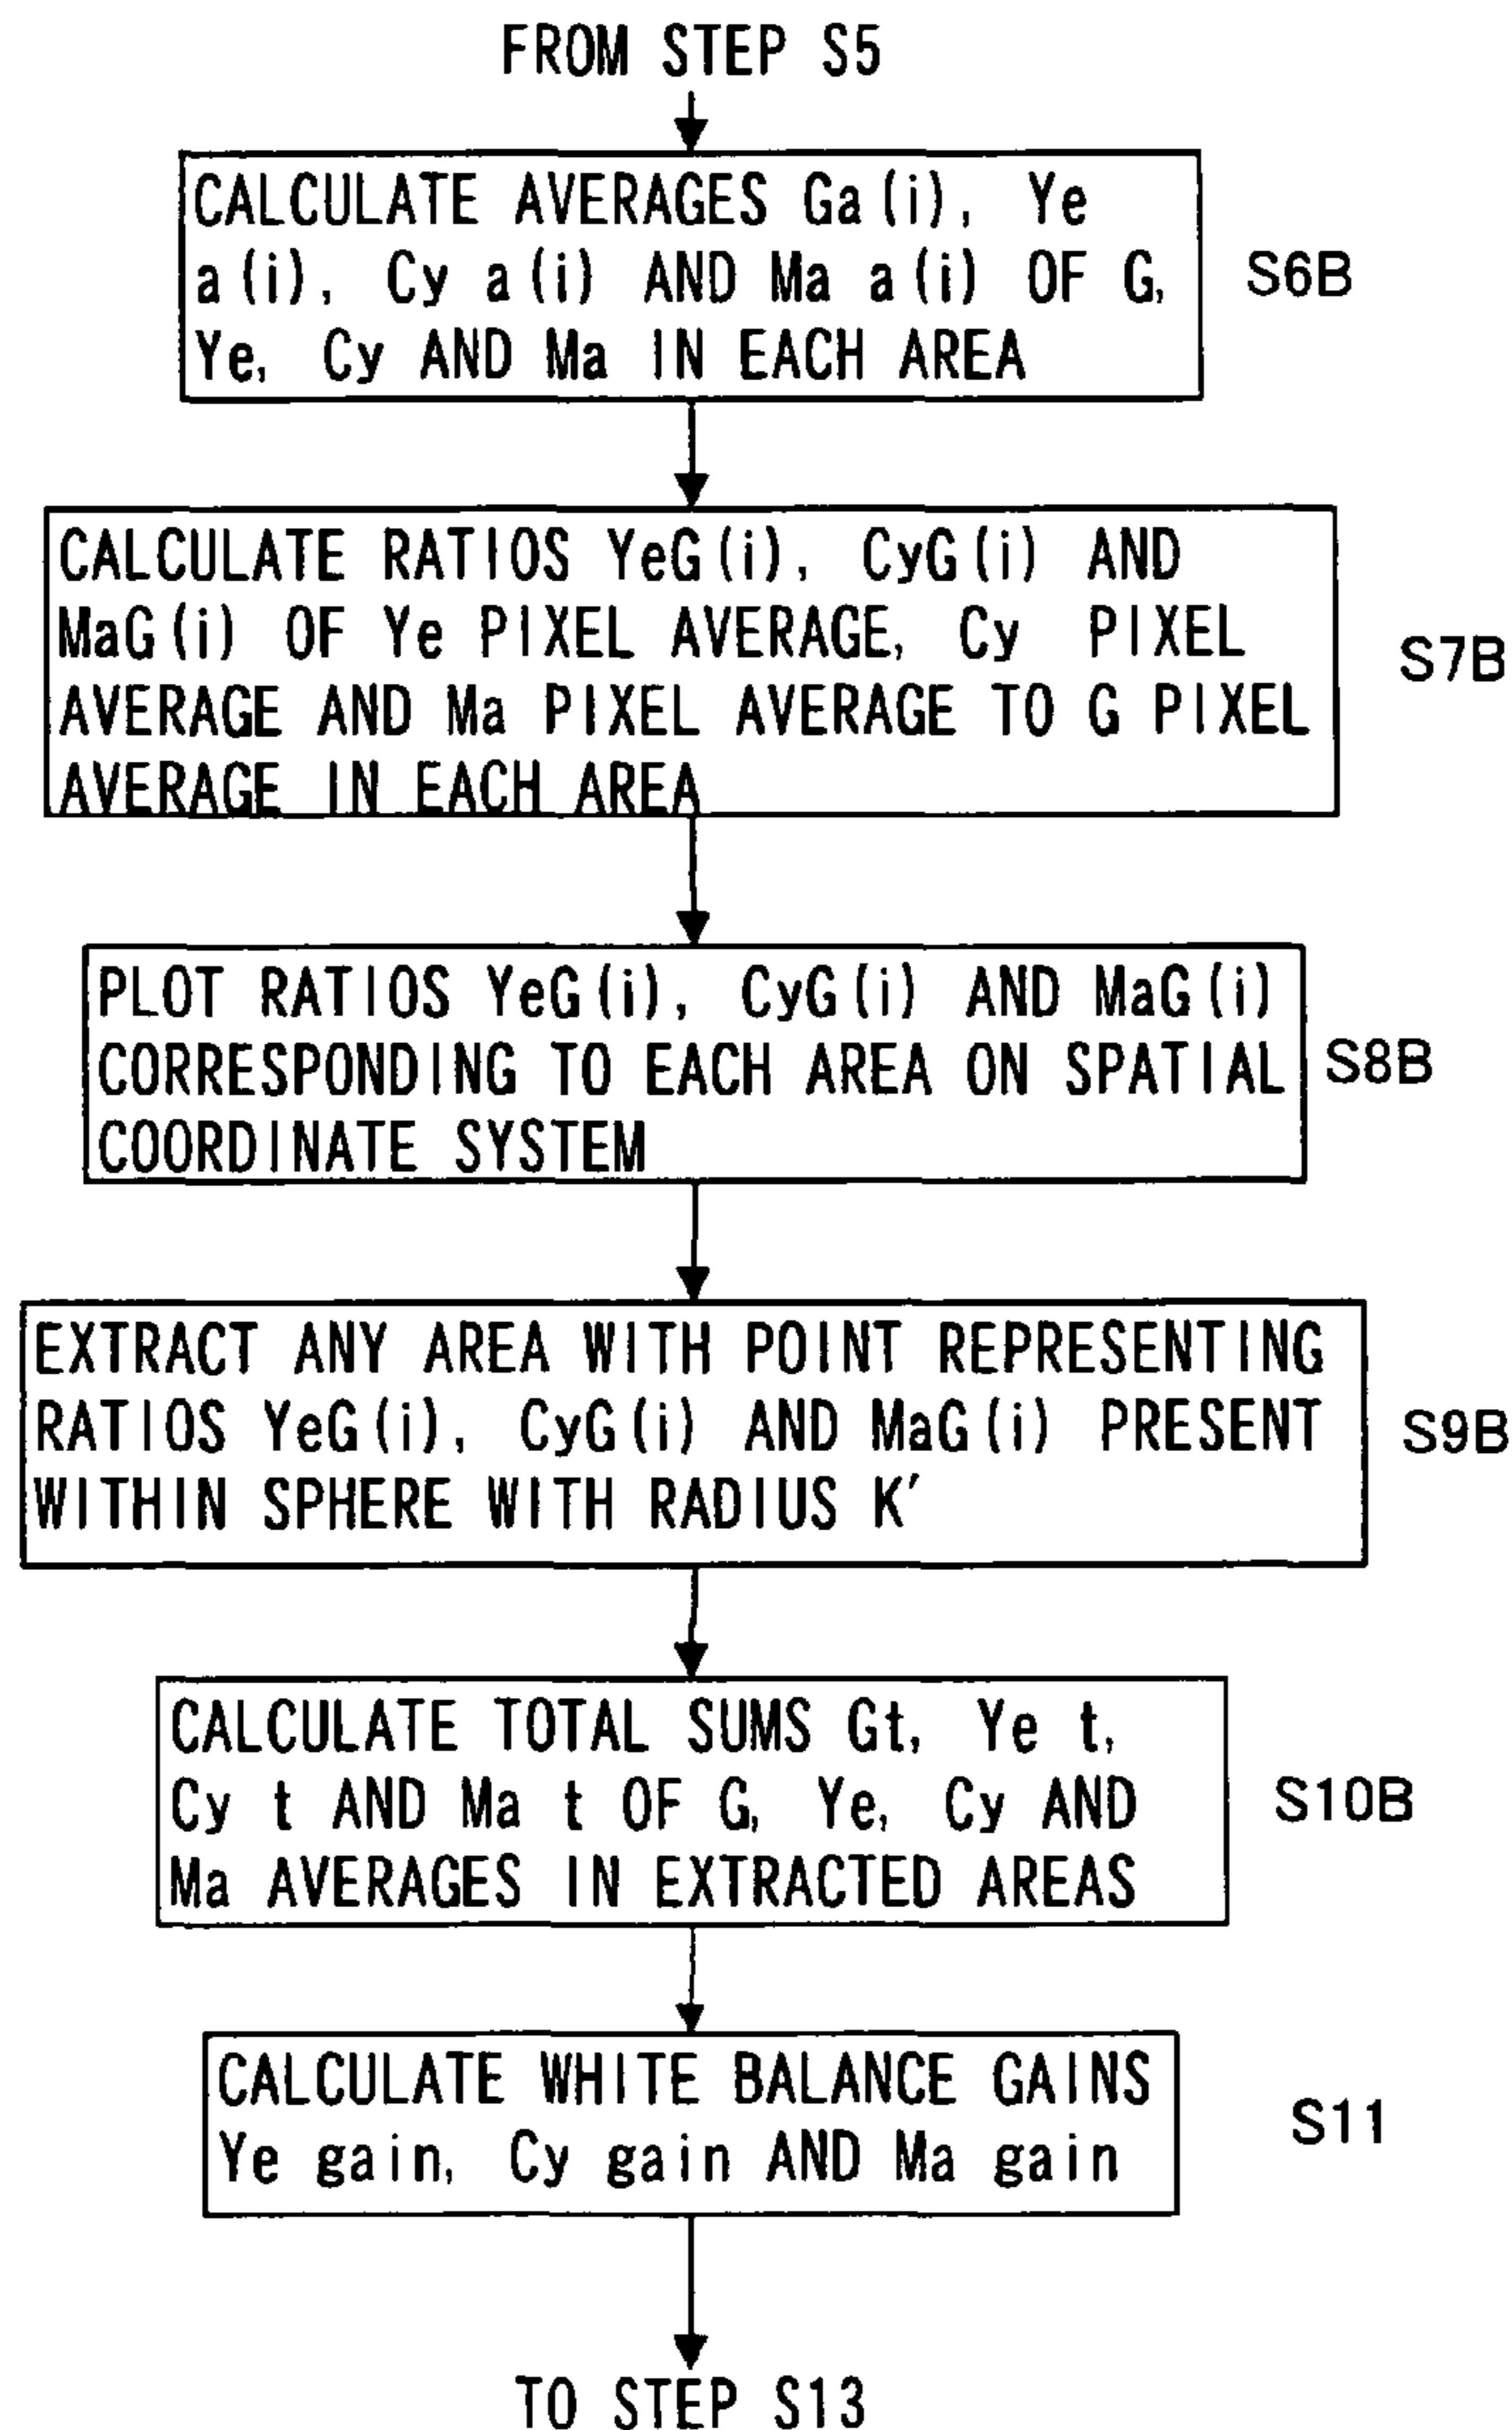 FROM STEP S5
CALCULATE AVERAGES Ga(i), Ye
a(i), Cy a(i) AND Ma a(i) OF G,
Ye, Cy AND Ma IN EACH AREA
S6B
CALCULATE RATIOS YeG(i), CyG(i) AND
MaG(i) OF Ye PIXEL AVERAGE, Cy PIXEL
AVERAGE AND Ma PIXEL AVERAGE TO G PIXEL
AVERAGE IN EACH AREA
S7B
PLOT RATIOS YeG(i), CyG(i) AND MaG(i)
CORRESPONDING TO EACH AREA ON SPATIAL
COORDINATE SYSTEM
S8B
EXTRACT ANY AREA WITH POINT REPRESENTING
RATIOS YeG(i), CyG(i) AND MaG(i) PRESENT
WITHIN SPHERE WITH RADIUS K′
S9B
CALCULATE TOTAL SUMS Gt, Ye t,
Cy t AND Ma t OF G, Ye, Cy AND
Ma AVERAGES IN EXTRACTED AREAS
S10B
CALCULATE WHITE BALANCE GAINS
Ye gain, Cy gain AND Ma gain
S11
TO STEP S13